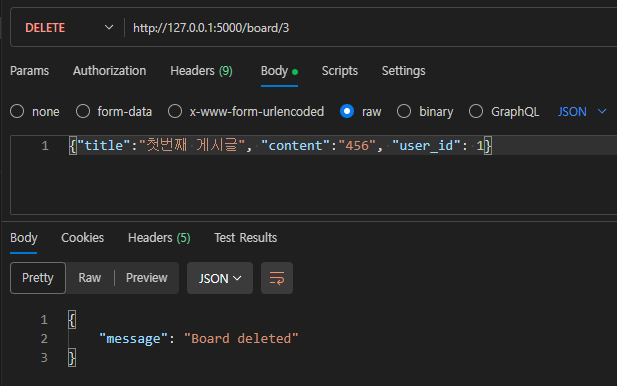 DELETE http://127.0.0.1:5000/board/3
Params Authorization Headers (9) Body Scripts Settings
none form-data x-www-form-urlencoded raw binary GraphQL JSON
1 {"title":"첫번째 게시글", "content":"456", "user_id": 1}
Body Cookies Headers (5) Test Results
Pretty Raw Preview JSON
1 {
2 "message": "Board deleted"
3 }